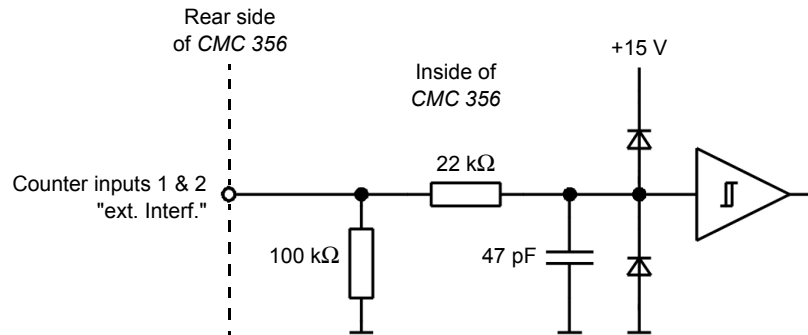 Rear side
of CMC 356
+15 V
Inside of
CMC 356
22 kΩ
Counter inputs 1 & 2
"ext. Interf."
100 kΩ
47 pF